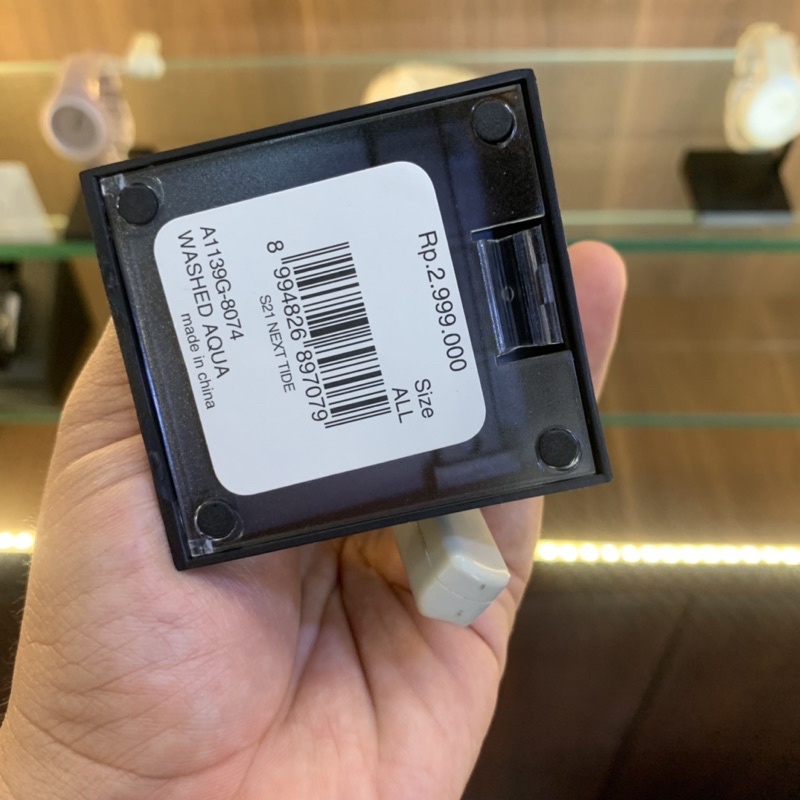 Rp.2.999.000
Size
ALL
8 994826 897079
S21 NEXT TIDE
A1139G-8074
WASHED AQUA
made in china